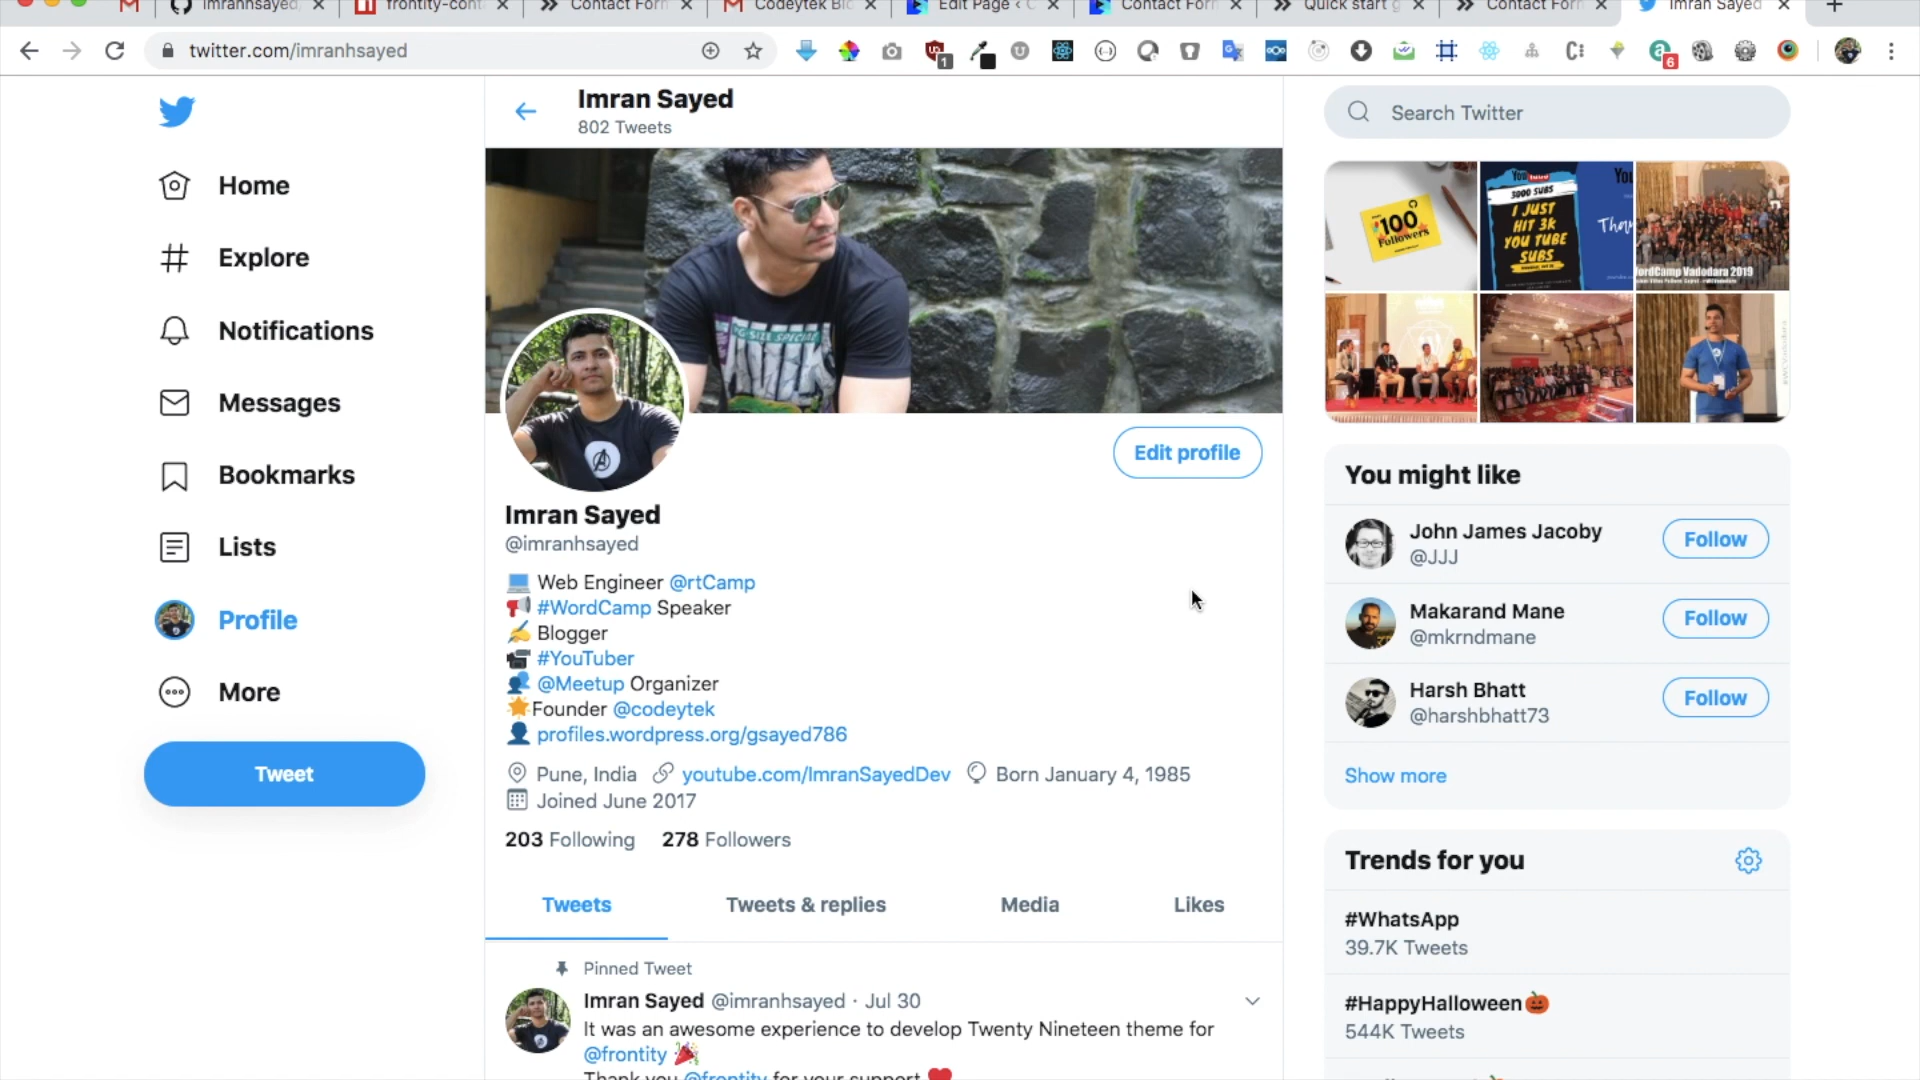 imranhsayed
frontity-cont
Contact Form
Codeytek Blo
Edit Page ‹ C
Contact Form
Quick start g
Contact Form
Imran Sayed
twitter.com/imranhsayed
1
6
Imran Sayed
802 Tweets
Search Twitter
Home
Explore
Notifications
Messages
Bookmarks
Lists
Profile
More
Tweet
100
Followers
3000 SUBS
I JUST
HIT 3K
YOU TUBE
SUBS
WordCamp Vadodara 2019
Edit profile
Imran Sayed
@imranhsayed
Web Engineer @rtCamp
#WordCamp Speaker
Blogger
#YouTuber
@Meetup Organizer
Founder @codeytek
profiles.wordpress.org/gsayed786
Pune, India youtube.com/ImranSayedDev Born January 4, 1985
Joined June 2017
203 Following 278 Followers
Tweets Tweets & replies Media Likes
Pinned Tweet
Imran Sayed @imranhsayed · Jul 30
It was an awesome experience to develop Twenty Nineteen theme for
@frontity 🎉
Thank you @frontity for your support ❤️
You might like
John James Jacoby
@JJJ
Follow
Makarand Mane
@mkrndmane
Follow
Harsh Bhatt
@harshbhatt73
Follow
Show more
Trends for you
#WhatsApp
39.7K Tweets
#HappyHalloween🎃
544K Tweets